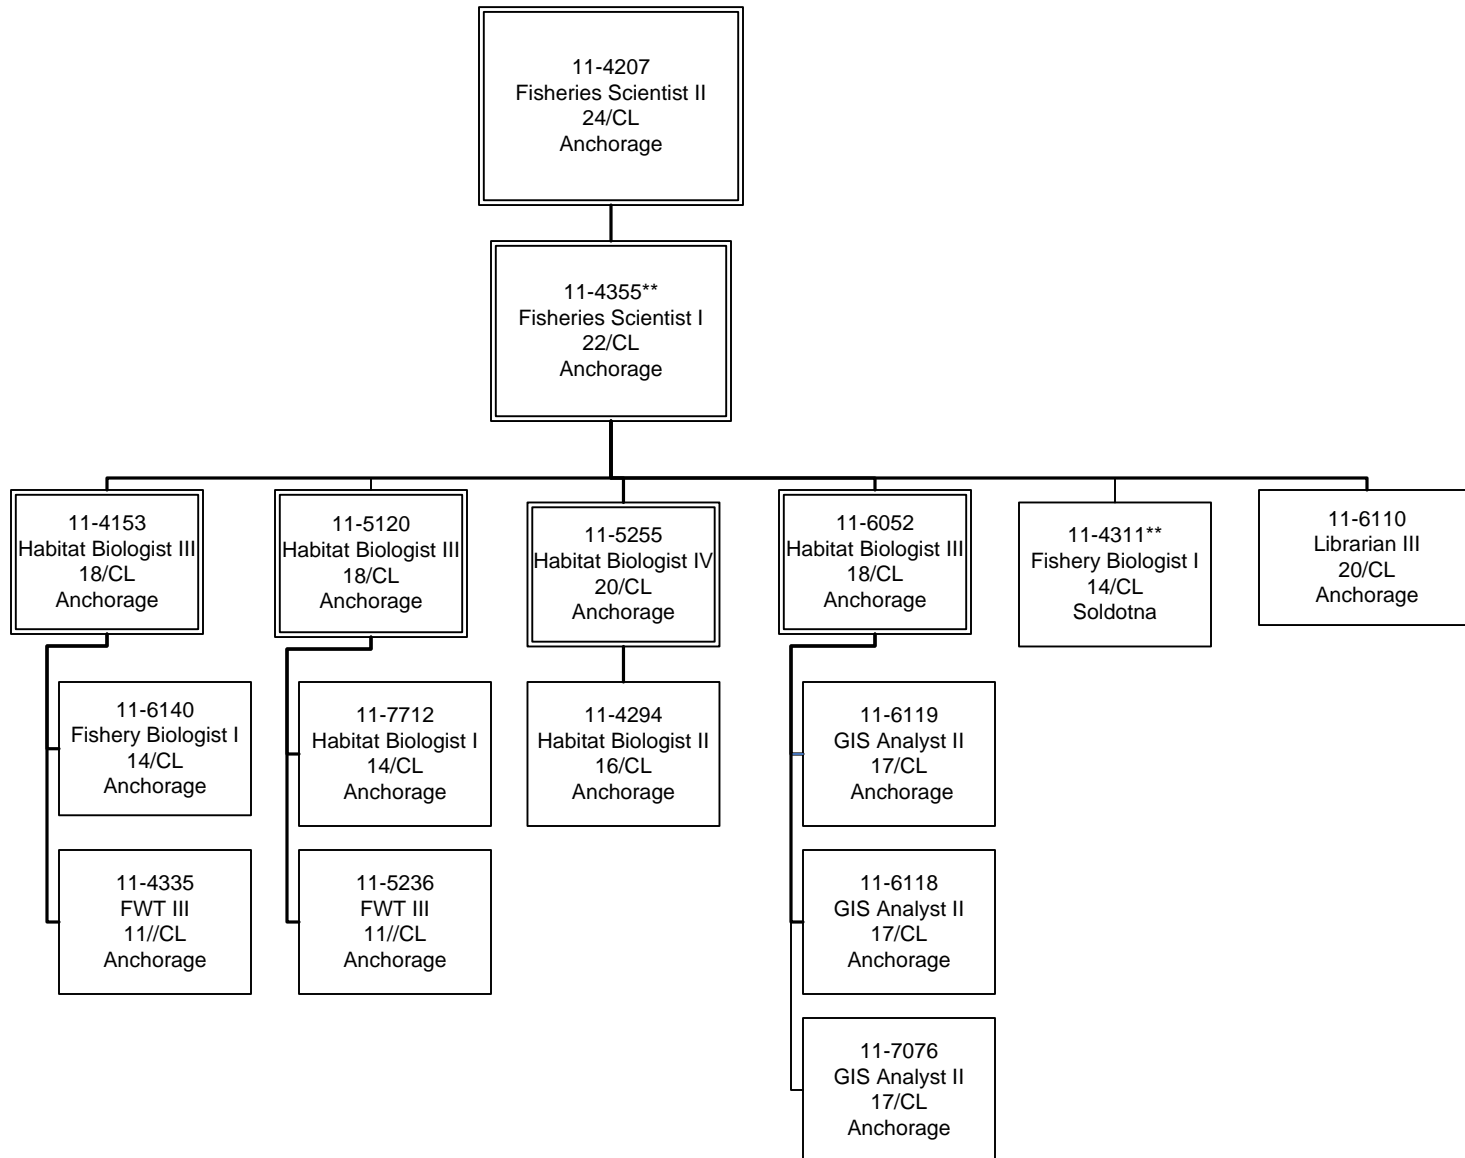 11-4207
Fisheries Scientist II
24/CL
Anchorage
11-4355**
Fisheries Scientist I
22/CL
Anchorage
11-4153
Habitat Biologist III
18/CL
Anchorage
11-5120
Habitat Biologist III
18/CL
Anchorage
11-5255
Habitat Biologist IV
20/CL
Anchorage
11-6052
Habitat Biologist III
18/CL
Anchorage
11-4311**
Fishery Biologist I
14/CL
Soldotna
11-6110
Librarian III
20/CL
Anchorage
11-6140
Fishery Biologist I
14/CL
Anchorage
11-7712
Habitat Biologist I
14/CL
Anchorage
11-4294
Habitat Biologist II
16/CL
Anchorage
11-6119
GIS Analyst II
17/CL
Anchorage
11-4335
FWT III
11//CL
Anchorage
11-5236
FWT III
11//CL
Anchorage
11-6118
GIS Analyst II
17/CL
Anchorage
11-7076
GIS Analyst II
17/CL
Anchorage